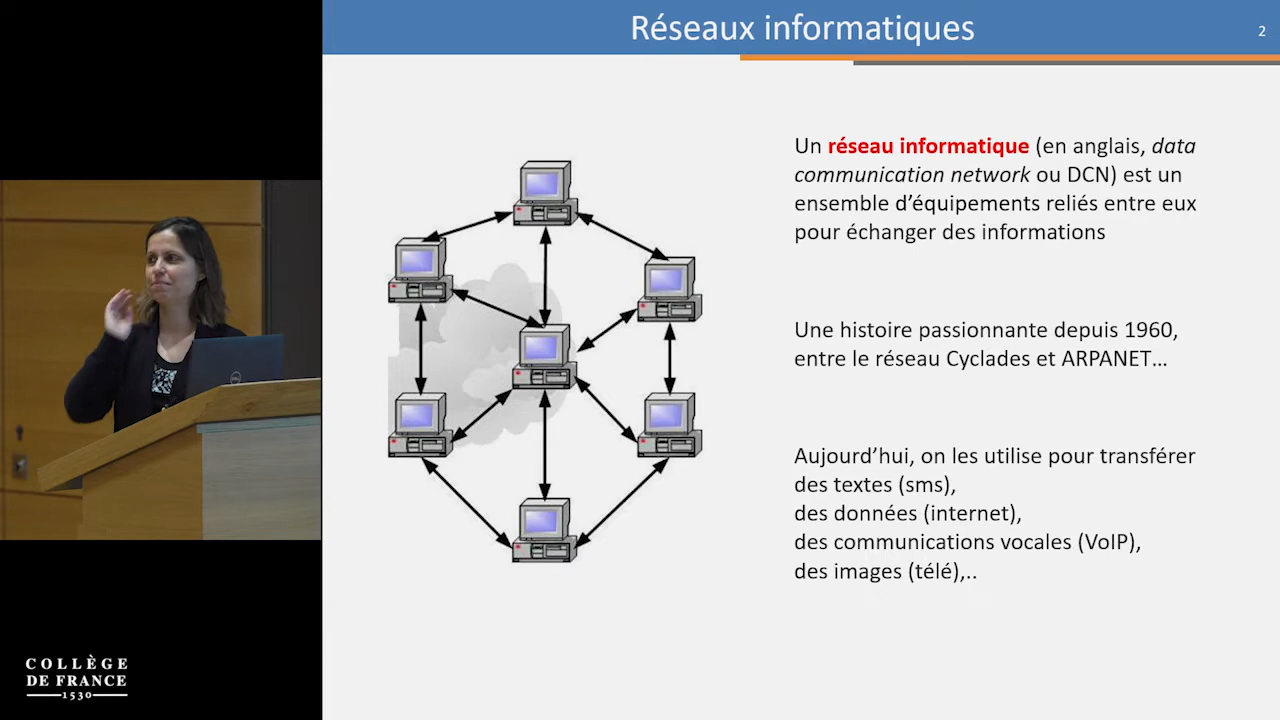 Réseaux informatiques
2
Un réseau informatique (en anglais, data
communication network ou DCN) est un
ensemble d'équipements reliés entre eux
pour échanger des informations
Une histoire passionnante depuis 1960,
entre le réseau Cyclades et ARPANET…
Aujourd'hui, on les utilise pour transférer
des textes (sms),
des données (internet),
des communications vocales (VoIP),
des images (télé),..
COLLÈGE
DE FRANCE
1530